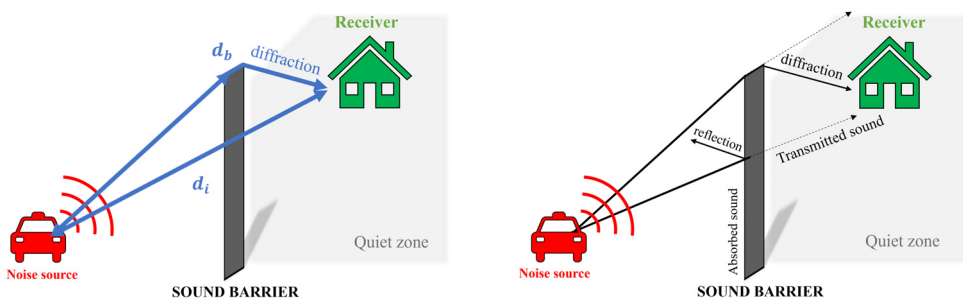 Receiver
d_b
diffraction
d_i
Quiet zone
Noise source
SOUND BARRIER
Receiver
diffraction
reflection
Transmitted sound
Absorbed sound
Quiet zone
Noise source
SOUND BARRIER